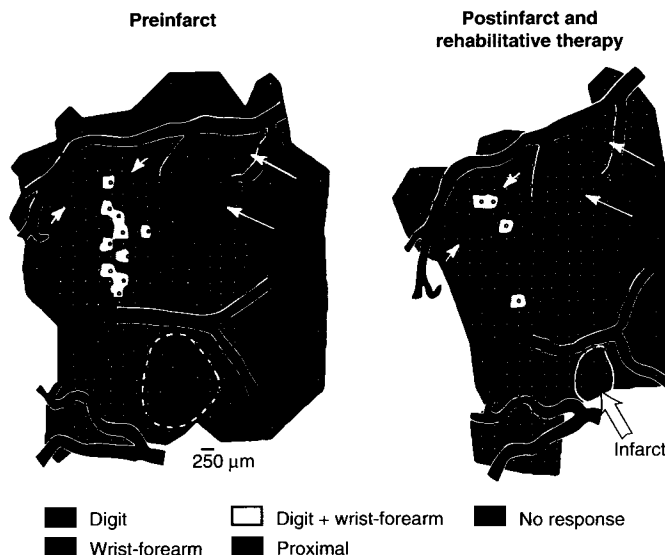 Preinfarct
Postinfarct and
rehabilitative therapy
250 μm
Infarct
Digit
Digit + wrist-forearm
No response
Wrist-forearm
Proximal